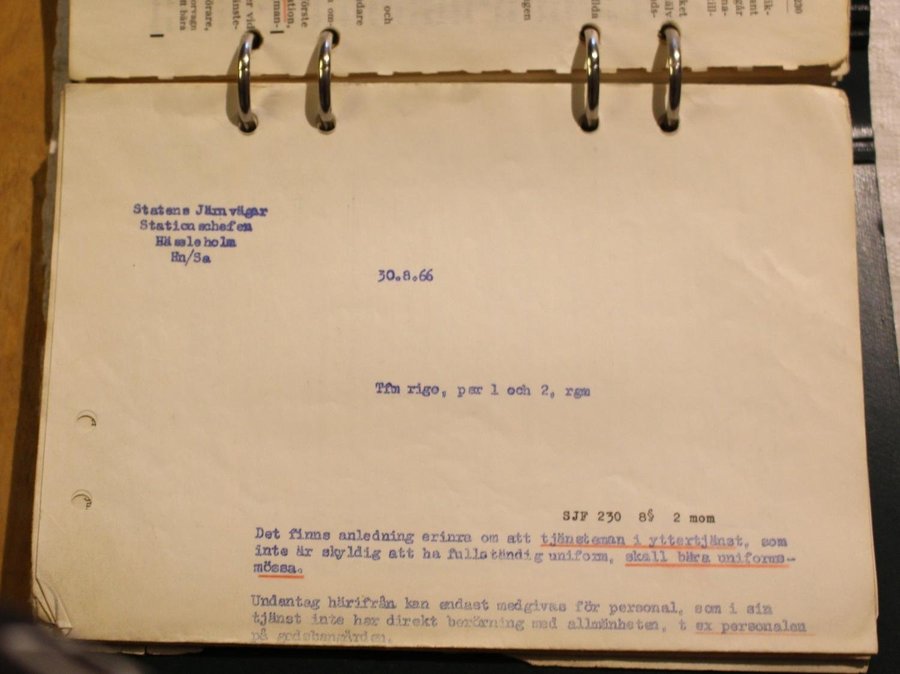 Statens Järnvägar
Stationschefen
Hässleholm
Hn/Sa
30.8.66
Tfm rigo, par 1 och 2, rgm
SJF 230 8§ 2 mom
Det finns anledning erinra om att tjänsteman i yttertjänst, som
inte är skyldig att ha fullständig uniform, skall bära uniforms-
mössa.
Undantag härifrån kan endast medgivas för personal, som i sin
tjänst inte har direkt beröring med allmänheten, t ex personalen
på godsbangården.